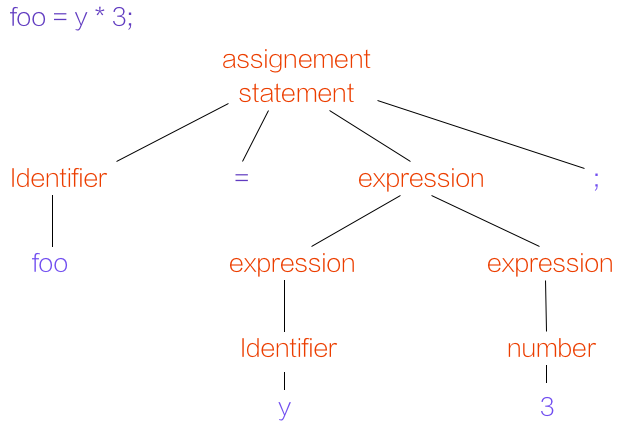 foo = y * 3;
assignement
statement
Identifier = expression ;
foo expression expression
Identifier number
y 3